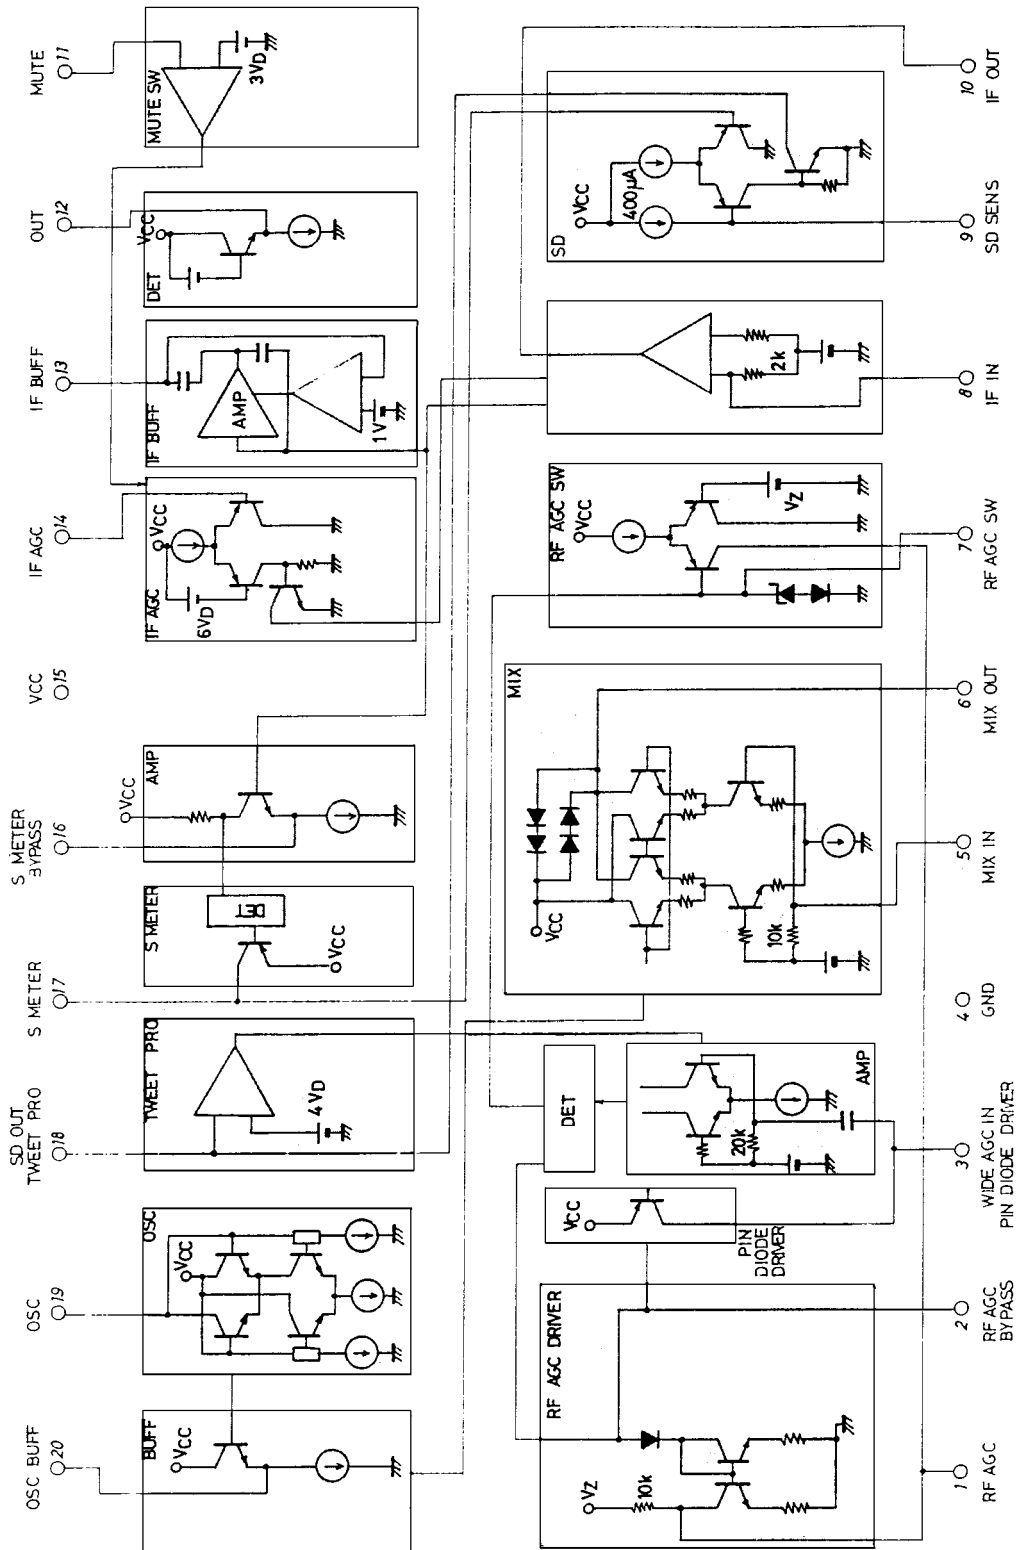 MUTE
11
OUT
12
IF BUFF
13
IF AGC
14
VCC
15
S METER
BYPASS
16
S METER
17
SD OUT
TWEET PRO
18
OSC
19
OSC BUFF
20
MUTE SW
3VD
DET
VCC
IF BUFF
AMP
1V
IF AGC
VCC
6VD
AMP
VCC
S METER
DET
VCC
TWEET PRO
4VD
OSC
VCC
BUFF
VCC
SD
VCC
400μA
2k
RF AGC SW
VCC
VZ
MIX
VCC
10k
DET
AMP
20k
VCC
PIN
DIODE
DRIVER
RF AGC DRIVER
VZ
10k
10
IF OUT
9
SD SENS
8
IF IN
7
RF AGC SW
6
MIX OUT
5
MIX IN
4
GND
3
WIDE AGC IN
PIN DIODE DRIVER
2
RF AGC
BYPASS
1
RF AGC